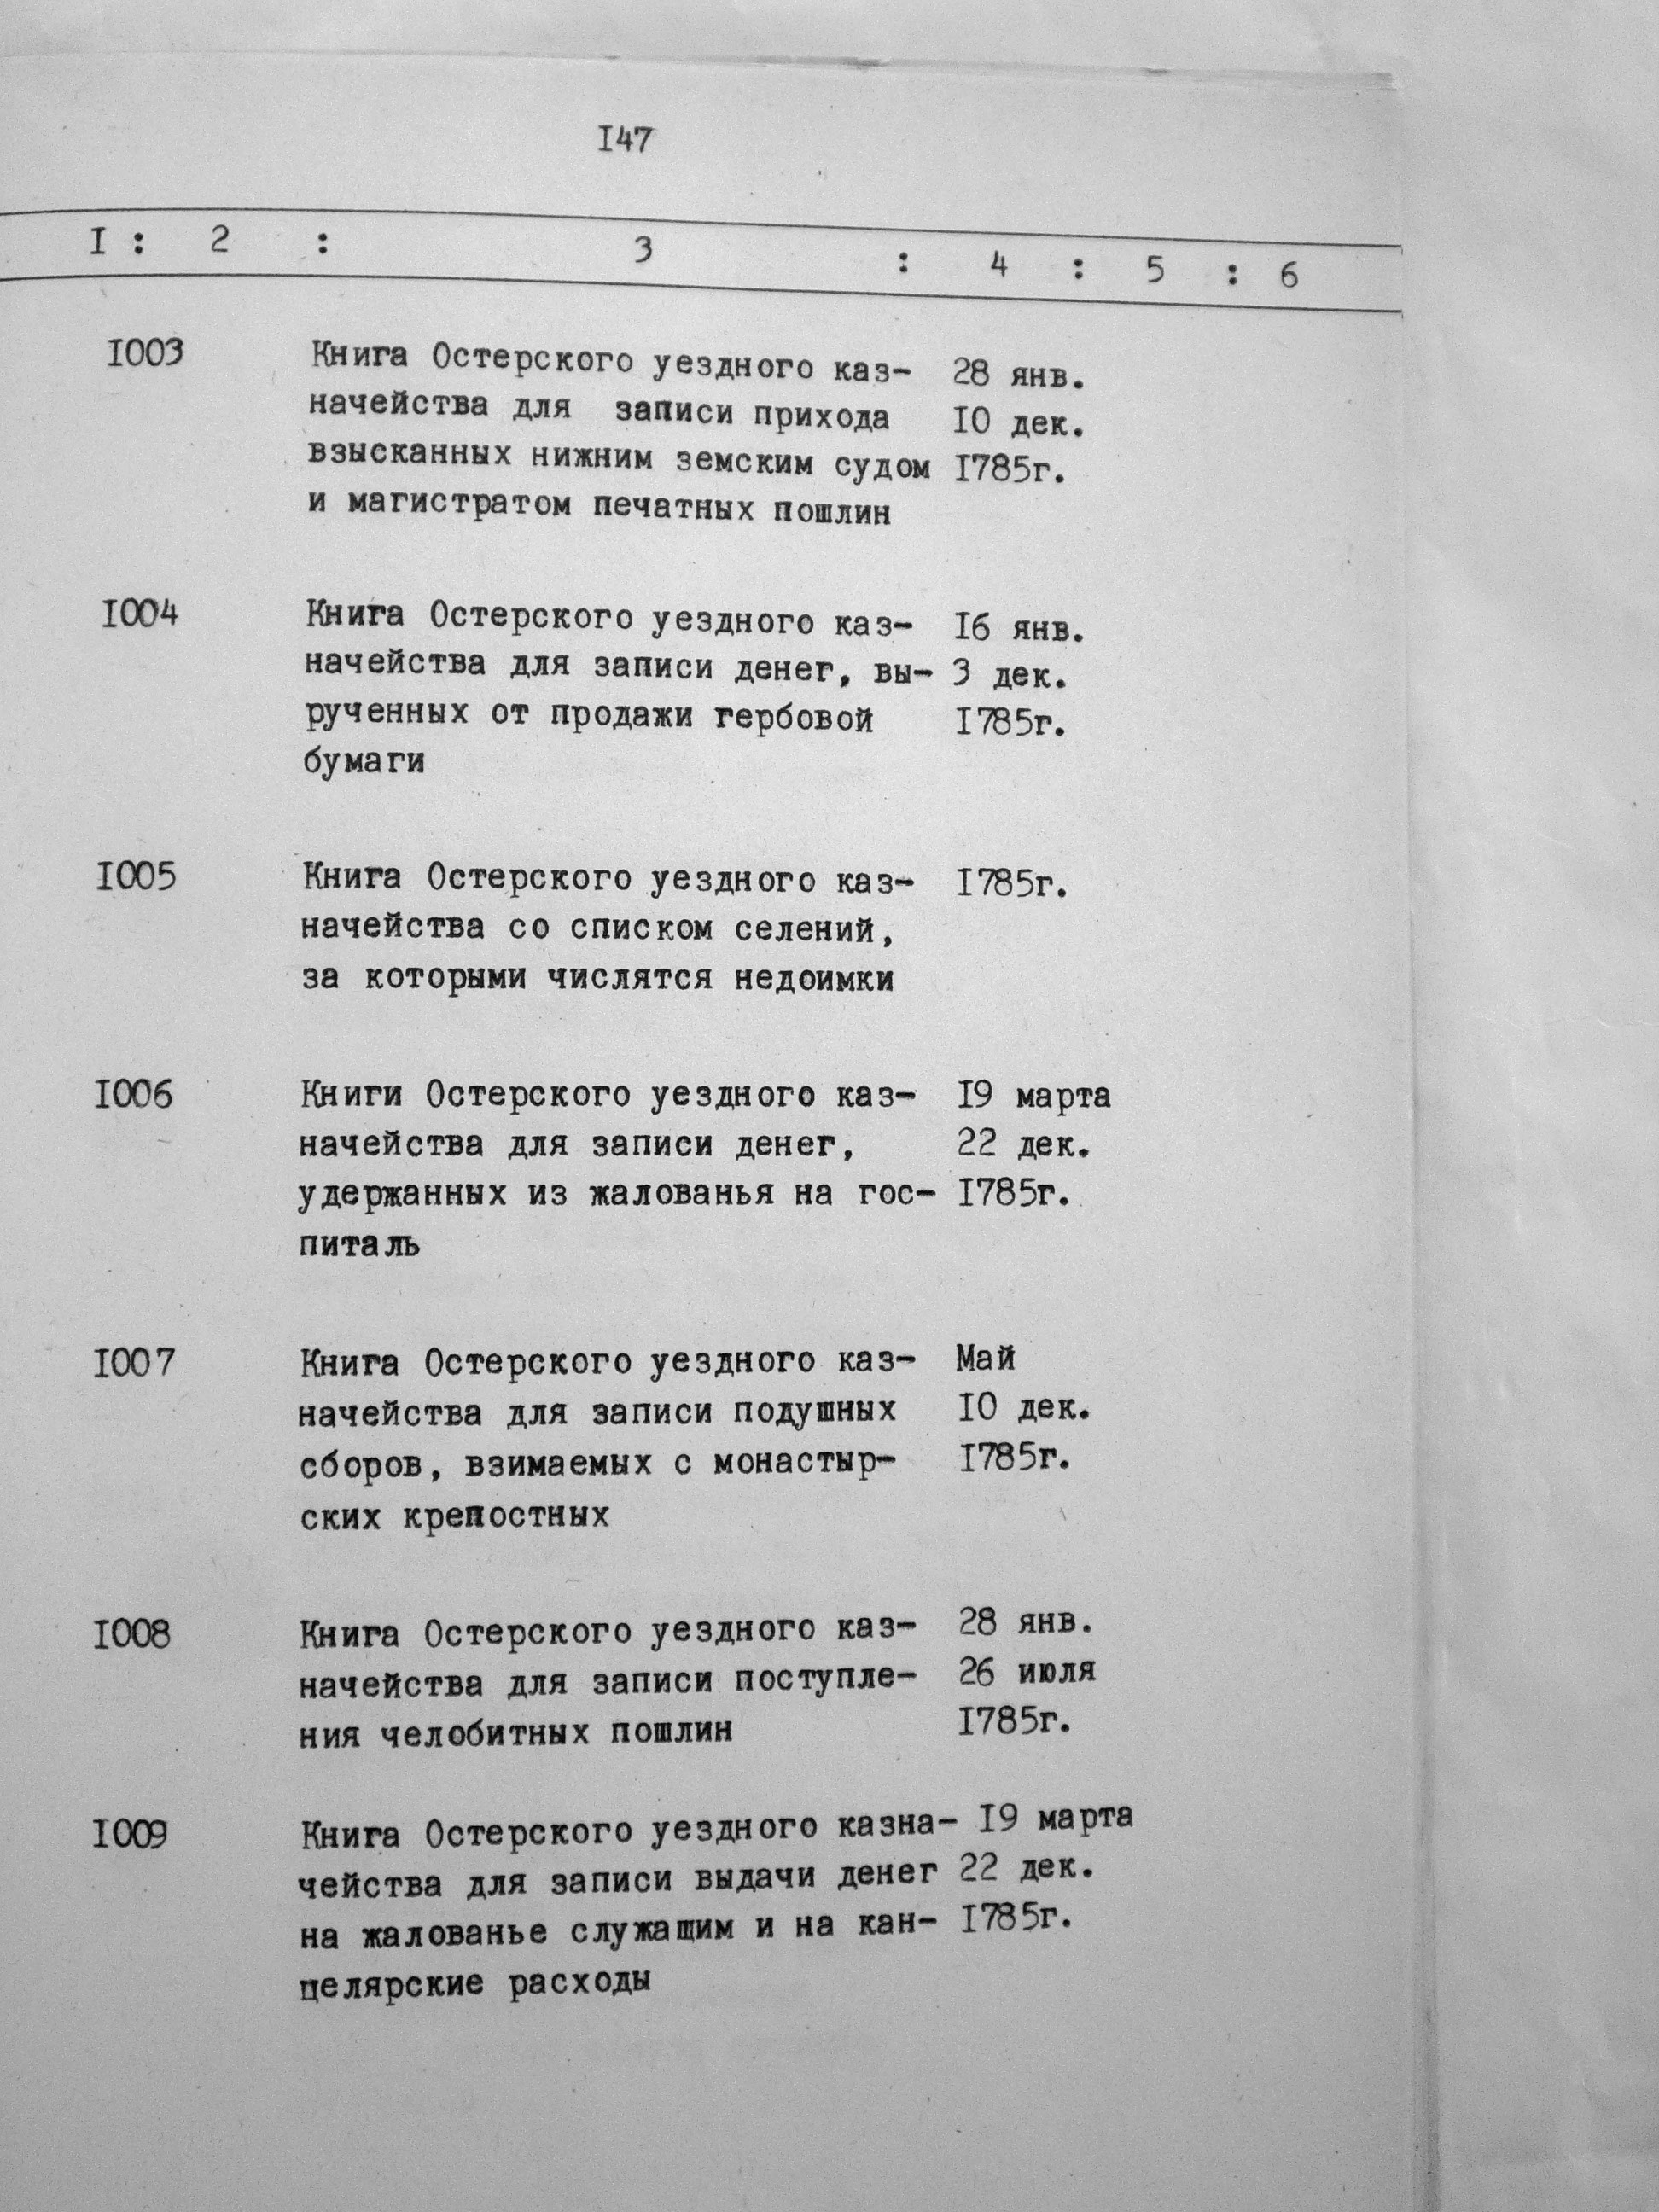 I47
I : 2 : 3 : 4 : 5 : 6
I003 Книга Остерского уездного каз- 28 янв.
начейства для записи прихода I0 дек.
взысканных нижним земским судом I785г.
и магистратом печатных пошлин
I004 Книга Остерского уездного каз- I6 янв.
начейства для записи денег, вы- 3 дек.
рученных от продажи гербовой I785г.
бумаги
I005 Книга Остерского уездного каз- I785г.
начейства со списком селений,
за которыми числятся недоимки
I006 Книги Остерского уездного каз- I9 марта
начейства для записи денег, 22 дек.
удержанных из жалованья на гос- I785г.
питаль
I007 Книга Остерского уездного каз- Май
начейства для записи подушных I0 дек.
сборов, взимаемых с монастыр- I785г.
ских крепостных
I008 Книга Остерского уездного каз- 28 янв.
начейства для записи поступле- 26 июля
ния челобитных пошлин I785г.
I009 Книга Остерского уездного казна- I9 марта
чейства для записи выдачи денег 22 дек.
на жалованье служащим и на кан- I785г.
целярские расходы